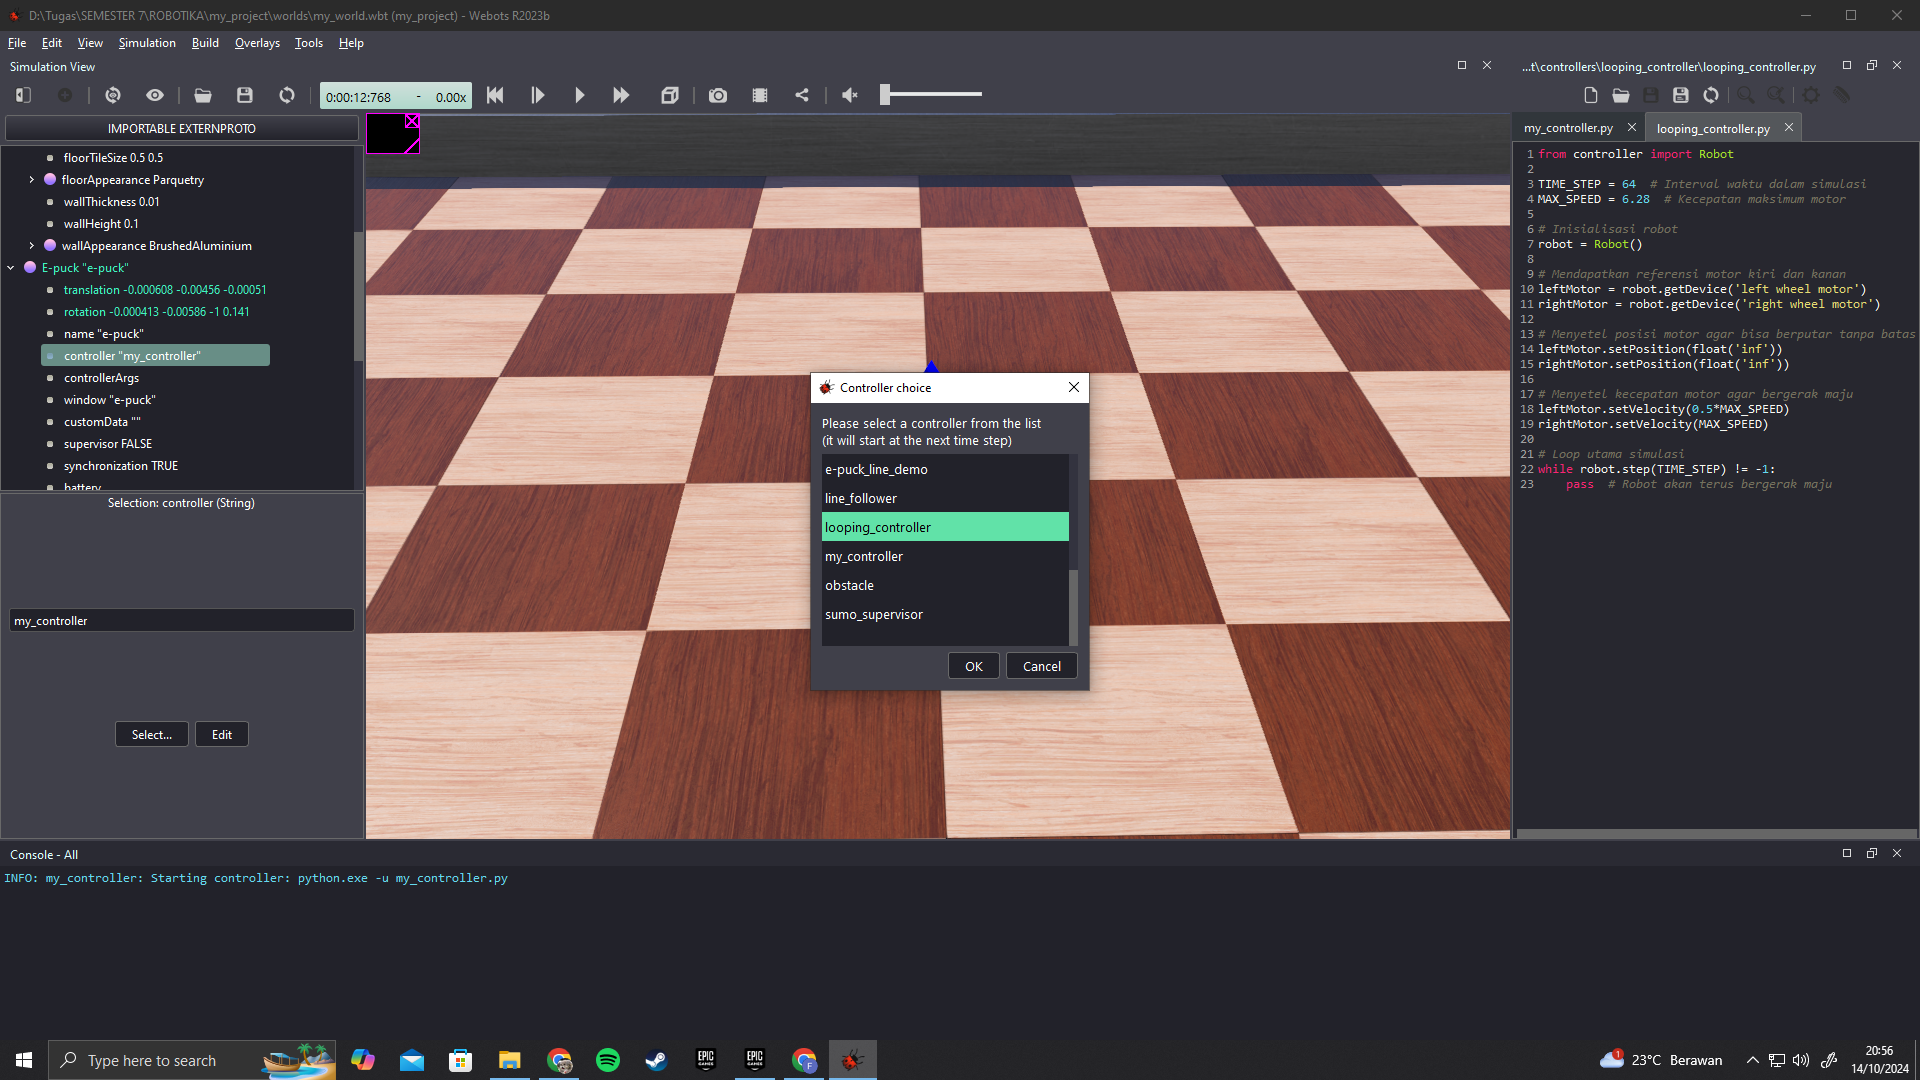 D:\Tugas\SEMESTER 7\ROBOTIKA\my_project\worlds\my_world.wbt (my_project) - Webots R2023b
File Edit View Simulation Build Overlays Tools Help
Simulation View
...t\controllers\looping_controller\looping_controller.py
0:00:12:768 - 0.00x
IMPORTABLE EXTERNPROTO
floorTileSize 0.5 0.5
floorAppearance Parquetry
wallThickness 0.01
wallHeight 0.1
wallAppearance BrushedAluminium
E-puck "e-puck"
translation -0.000608 -0.00456 -0.00051
rotation -0.000413 -0.00586 -1 0.141
name "e-puck"
controller "my_controller"
controllerArgs
window "e-puck"
customData ""
supervisor FALSE
synchronization TRUE
battery
Selection: controller (String)
my_controller
Select... Edit
Controller choice
Please select a controller from the list
(it will start at the next time step)
e-puck_line_demo
line_follower
looping_controller
my_controller
obstacle
sumo_supervisor
OK Cancel
my_controller.py looping_controller.py
1 from controller import Robot
2
3 TIME_STEP = 64 # Interval waktu dalam simulasi
4 MAX_SPEED = 6.28 # Kecepatan maksimum motor
5
6 # Inisialisasi robot
7 robot = Robot()
8
9 # Mendapatkan referensi motor kiri dan kanan
10 leftMotor = robot.getDevice('left wheel motor')
11 rightMotor = robot.getDevice('right wheel motor')
12
13 # Menyetel posisi motor agar bisa berputar tanpa batas
14 leftMotor.setPosition(float('inf'))
15 rightMotor.setPosition(float('inf'))
16
17 # Menyetel kecepatan motor agar bergerak maju
18 leftMotor.setVelocity(0.5*MAX_SPEED)
19 rightMotor.setVelocity(MAX_SPEED)
20
21 # Loop utama simulasi
22 while robot.step(TIME_STEP) != -1:
23 pass # Robot akan terus bergerak maju
Console - All
INFO: my_controller: Starting controller: python.exe -u my_controller.py
Type here to search
EPIC GAMES
EPIC GAMES
F
1
23°C Berawan
20:56
14/10/2024